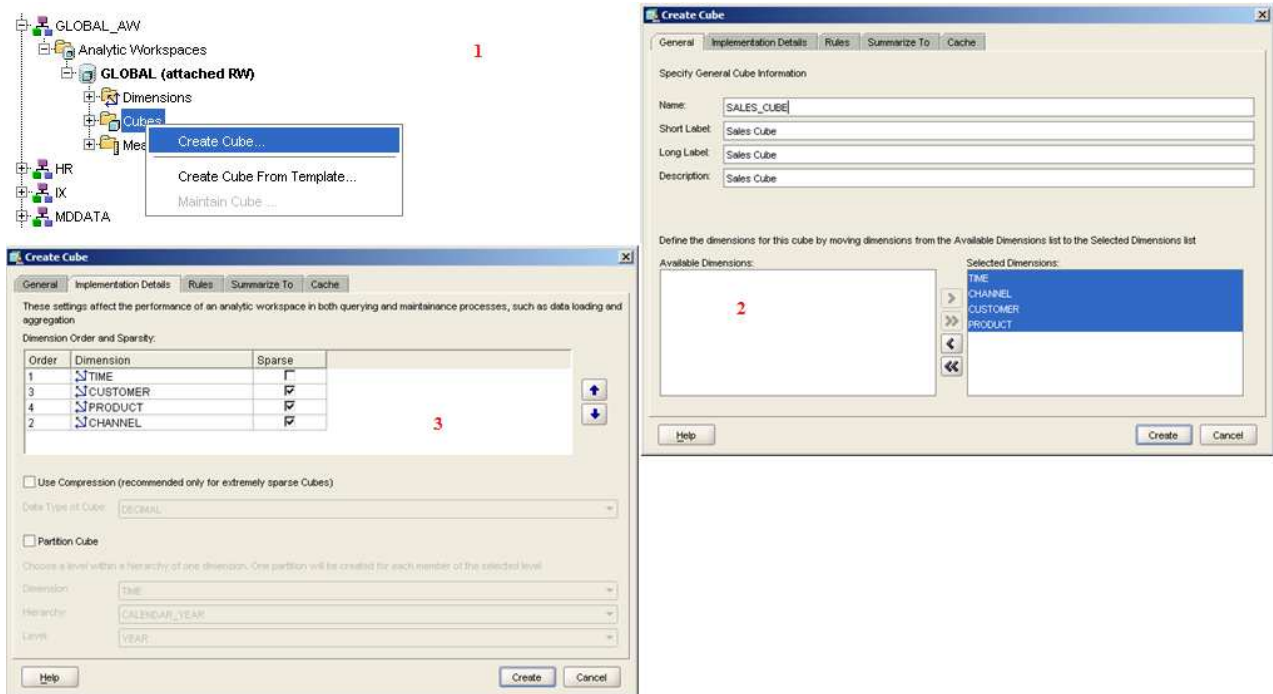 GLOBAL_AW
Analytic Workspaces
1
GLOBAL (attached RW)
Dimensions
Cubes
Mea
Create Cube...
Create Cube From Template...
Maintain Cube ...
HR
IX
MDDATA
Create Cube
General Implementation Details Rules Summarize To Cache
Specify General Cube Information
Name: SALES_CUBE
Short Label: Sales Cube
Long Label: Sales Cube
Description: Sales Cube
Define the dimensions for this cube by moving dimensions from the Available Dimensions list to the Selected Dimensions list
Available Dimensions: Selected Dimensions:
2
TIME
CHANNEL
CUSTOMER
PRODUCT
Help Create Cancel
Create Cube
General Implementation Details Rules Summarize To Cache
These settings affect the performance of an analytic workspace in both querying and maintainance processes, such as data loading and
aggregation
Dimension Order and Sparsity:
Order Dimension Sparse
1 TIME
3 CUSTOMER
4 PRODUCT
2 CHANNEL
3
Use Compression (recommended only for extremely sparse Cubes)
Data Type of Cube: DECIMAL
Partition Cube
Choose a level within a hierarchy of one dimension. One partition will be created for each member of the selected level.
Dimension: TIME
Hierarchy: CALENDAR_YEAR
Level: YEAR
Help Create Cancel